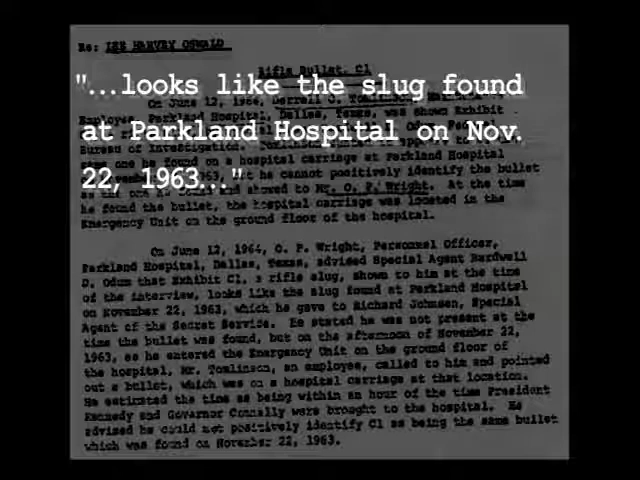 Re: LEE HARVEY OSWALD
Rifle Bullet, C1
"...looks like the slug found
at Parkland Hospital on Nov.
22, 1963..."
On June 12, 1964, Darrell C. Tomlinson,
Employee, Parkland Hospital, Dallas, Texas, was shown Exhibit
Bureau of Investigation.
one he found on a hospital carriage at Parkland Hospital
1963, he cannot positively identify the bullet
as the one and showed to Mr. O. P. Wright. At the time
he found the bullet, the hospital carriage was located in the
Emergency Unit on the ground floor of the hospital.
On June 12, 1964, O. P. Wright, Personnel Officer,
Parkland Hospital, Dallas, Texas, advised Special Agent Bardwell
D. Odum that Exhibit C1, a rifle slug, shown to him at the time
of the interview, looks like the slug found at Parkland Hospital
on November 22, 1963, which he gave to Richard Johnsen, Special
Agent of the Secret Service. He stated he was not present at the
time the bullet was found, but on the afternoon of November 22,
1963, as he entered the Emergency Unit on the ground floor of
the hospital, Mr. Tomlinson, an employee, called to him and pointed
out a bullet, which was on a hospital carriage at that location.
He estimated the time as being within an hour of the time President
Kennedy and Governor Connally were brought to the hospital. He
advised he could not positively identify C1 as being the same bullet
which was found on November 22, 1963.